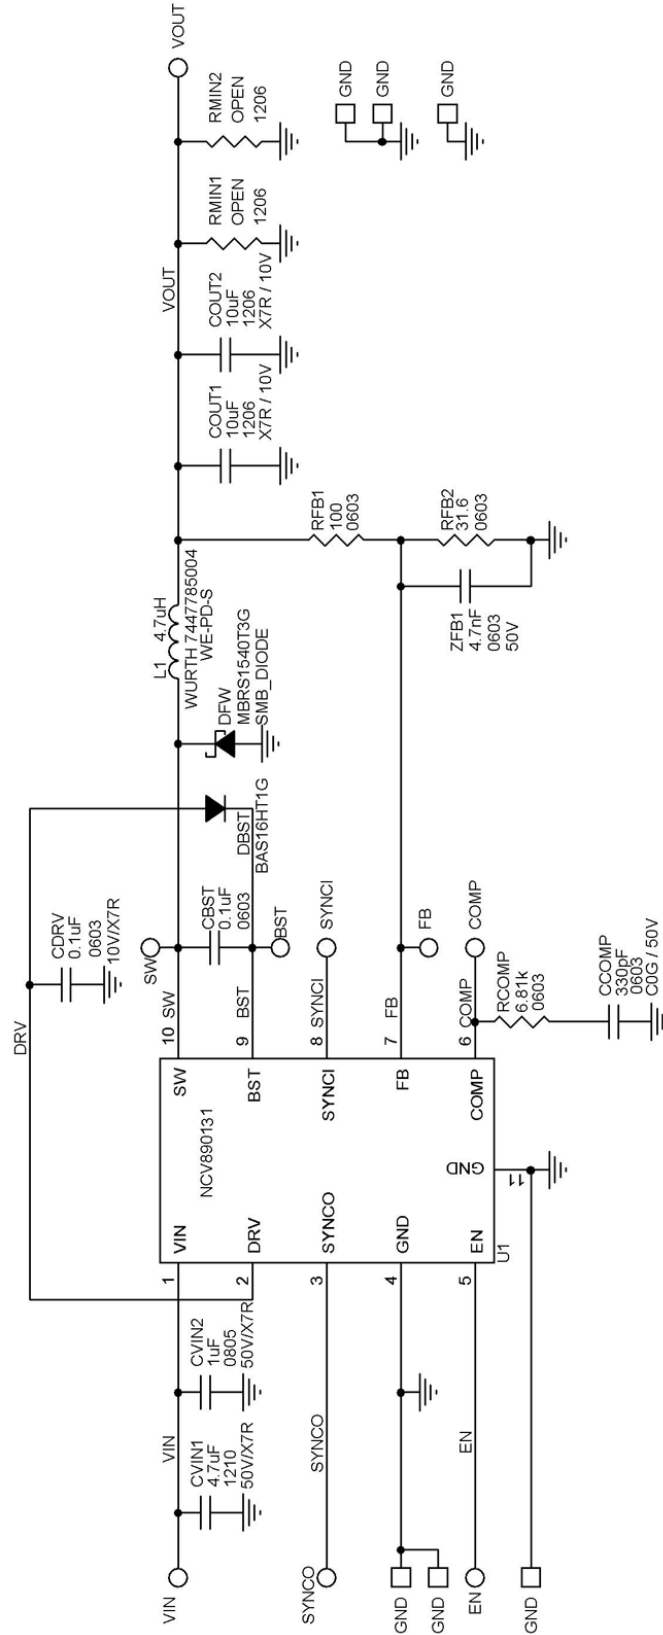 DRV
CDRV
0.1uF
0603
10V/X7R
VIN
VIN
CVIN1
4.7uF
1210
50V/X7R
CVIN2
1uF
0805
50V/X7R
1
VIN
2
DRV
SYNCO
SYNCO
3
SYNCO
GND
GND
4
GND
EN
EN
5
EN
GND
U1
NCV890131
GND
11
SW
10
SW
SW
BST
9
BST
BST
CBST
0.1uF
0603
DBST
BAS16HT1G
SYNCI
8
SYNCI
SYNCI
FB
7
FB
FB
COMP
6
COMP
COMP
RCOMP
6.81k
0603
CCOMP
330pF
0603
C0G / 50V
DFW
MBRS1540T3G
SMB_DIODE
L1
4.7uH
WURTH 7447785004
WE-PD-S
RFB1
100
0603
RFB2
31.6
0603
ZFB1
4.7nF
0603
50V
COUT1
10uF
1206
X7R / 10V
COUT2
10uF
1206
X7R / 10V
VOUT
RMIN1
OPEN
1206
RMIN2
OPEN
1206
VOUT
GND
GND
GND